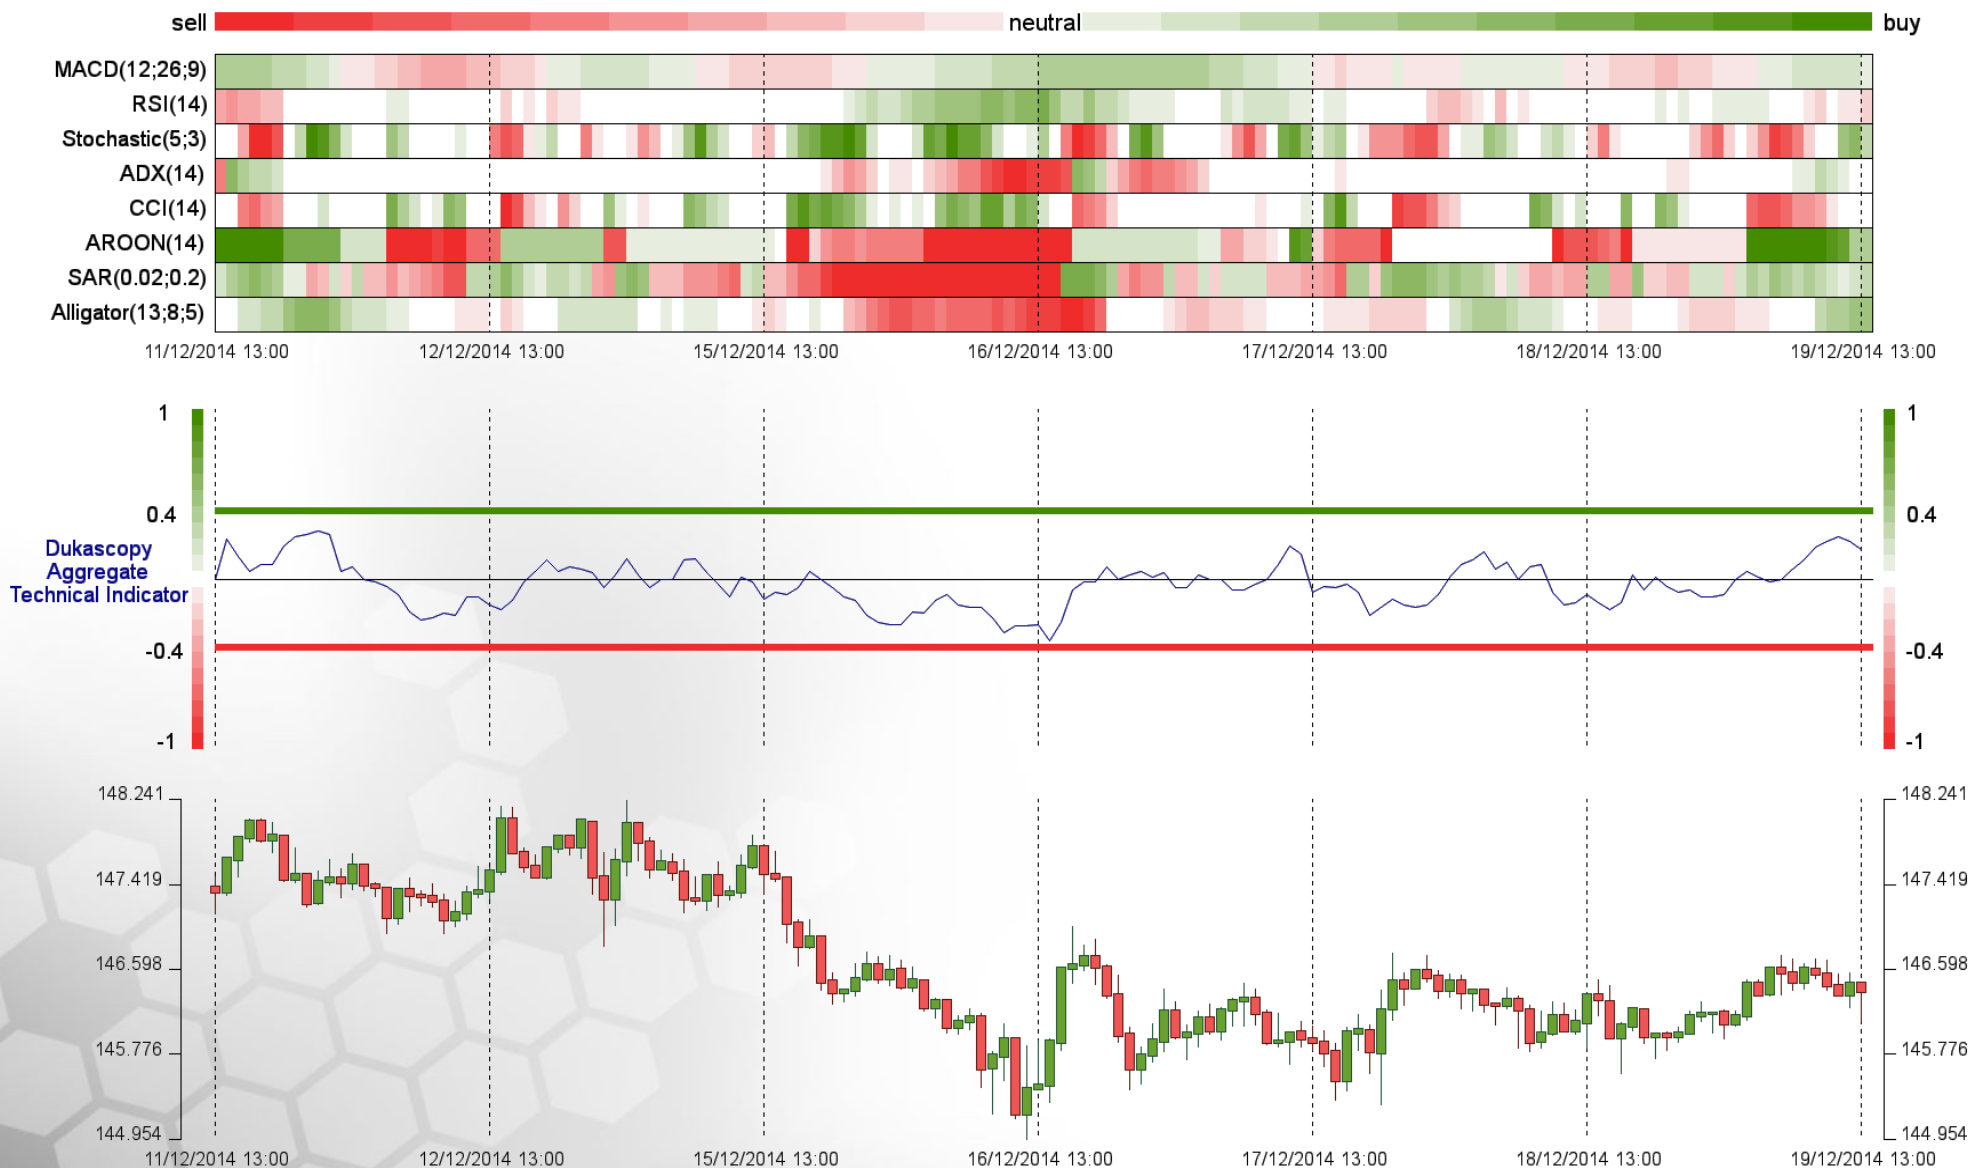 sell neutral buy
MACD(12;26;9)
RSI(14)
Stochastic(5;3)
ADX(14)
CCI(14)
AROON(14)
SAR(0.02;0.2)
Alligator(13;8;5)
11/12/2014 13:00 12/12/2014 13:00 15/12/2014 13:00 16/12/2014 13:00 17/12/2014 13:00 18/12/2014 13:00 19/12/2014 13:00
1 1
0.4 0.4
Dukascopy
Aggregate
Technical Indicator
-0.4 -0.4
-1 -1
148.241 148.241
147.419 147.419
146.598 146.598
145.776 145.776
144.954 144.954
11/12/2014 13:00 12/12/2014 13:00 15/12/2014 13:00 16/12/2014 13:00 17/12/2014 13:00 18/12/2014 13:00 19/12/2014 13:00